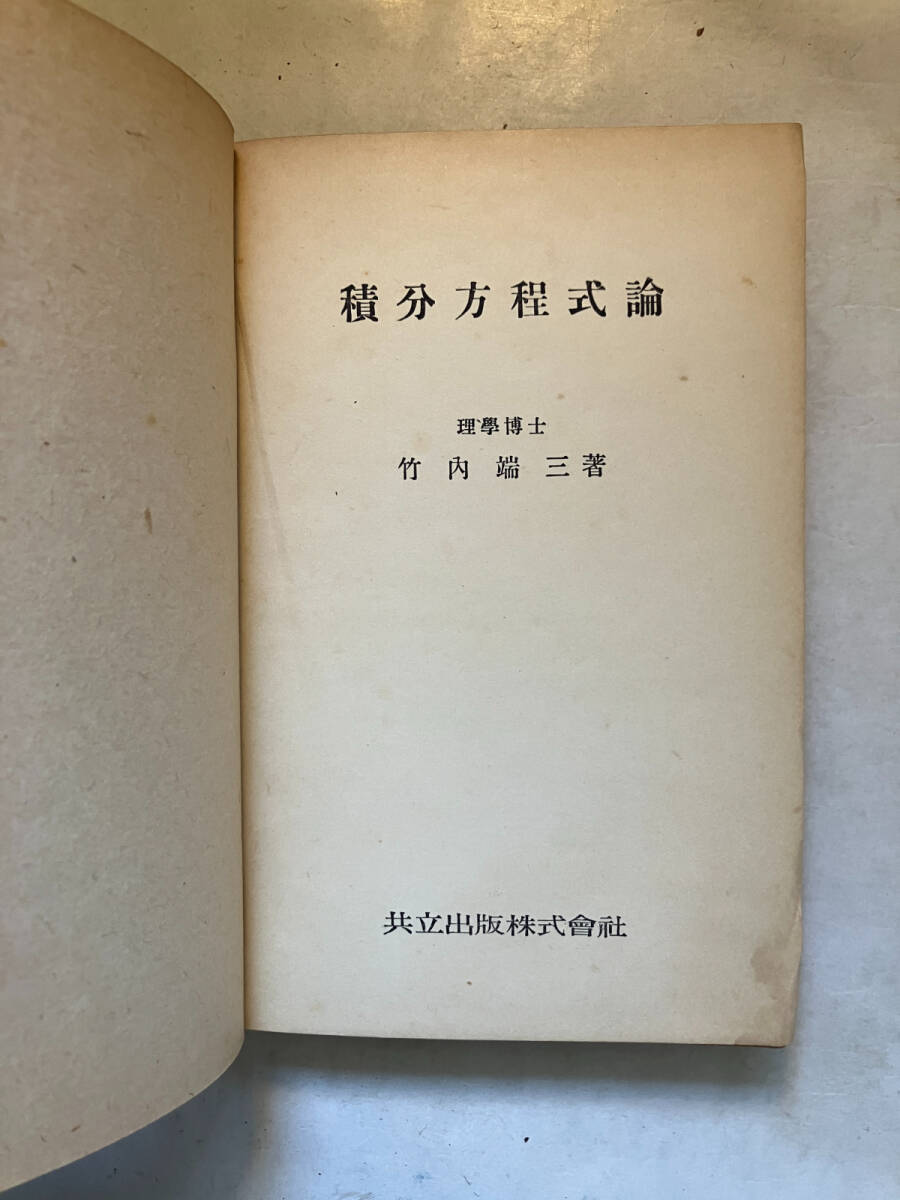 積分方程式論
理學博士
竹內端三著
共立出版株式會社